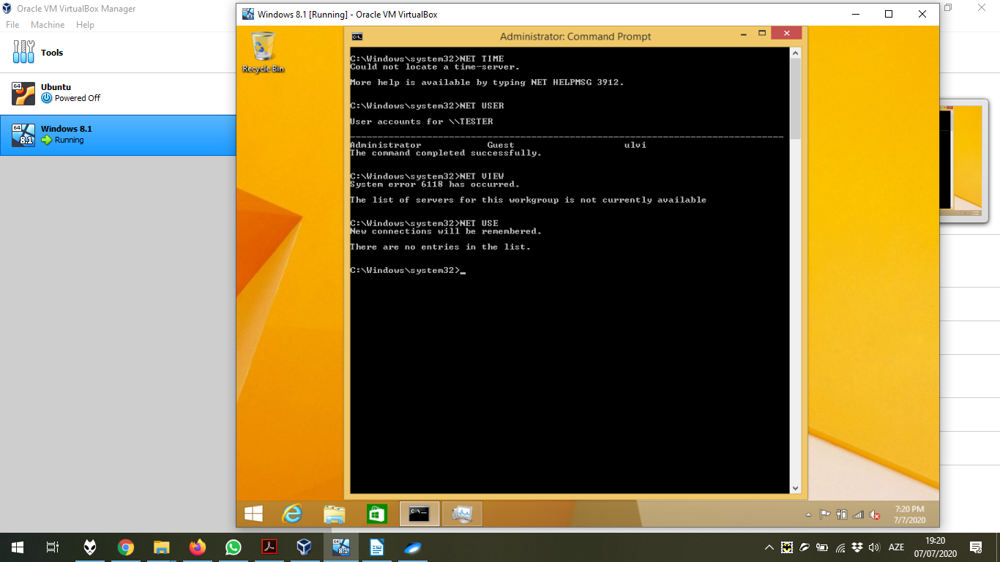 Oracle VM VirtualBox Manager
File Machine Help
Tools
64
Ubuntu
Powered Off
64
8.1
Windows 8.1
Running
Windows 8.1 [Running] - Oracle VM VirtualBox
Recycle Bin
Administrator: Command Prompt
C:\Windows\system32>NET TIME
Could not locate a time-server.
More help is available by typing NET HELPMSG 3912.
C:\Windows\system32>NET USER
User accounts for \\TESTER
-------------------------------------------------------------------------------
Administrator Guest ulvi
The command completed successfully.
C:\Windows\system32>NET VIEW
System error 6118 has occurred.
The list of servers for this workgroup is not currently available
C:\Windows\system32>NET USE
New connections will be remembered.
There are no entries in the list.
C:\Windows\system32>_
7:20 PM
7/7/2020
64
8.1
AZE
19:20
07/07/2020